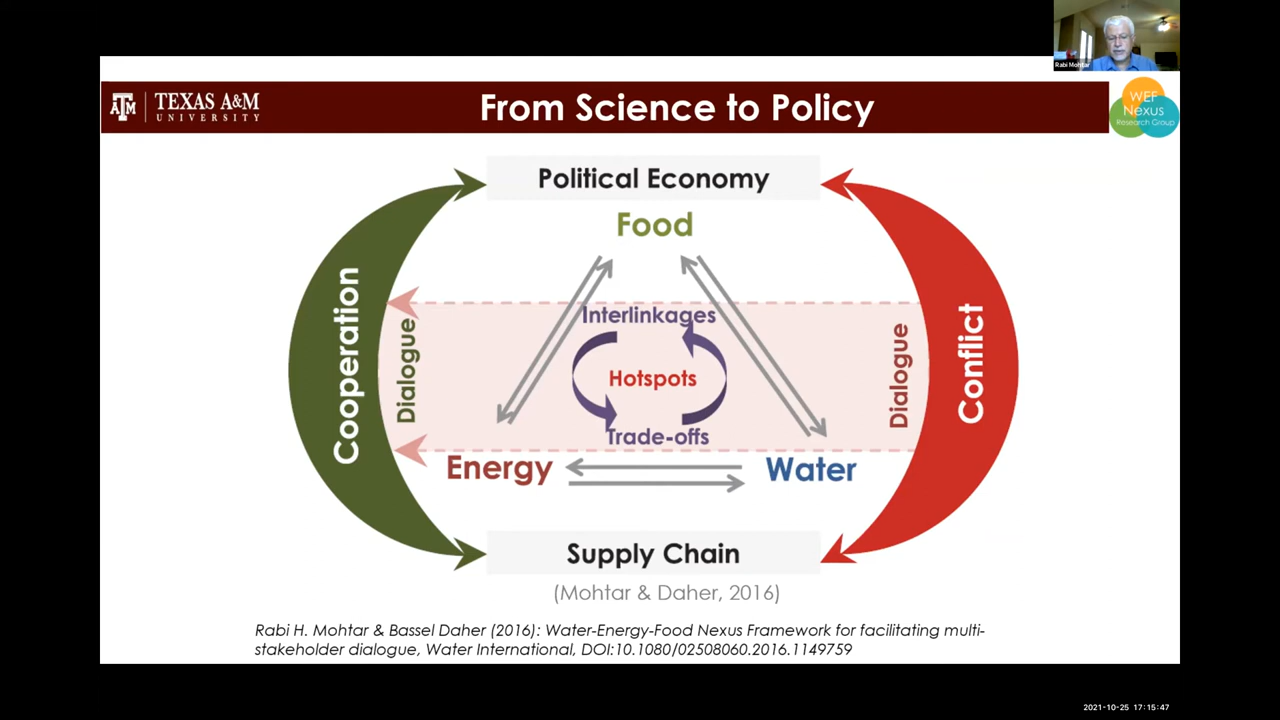 Rabi Mohtar
TEXAS A&M
UNIVERSITY
From Science to Policy
WEF
Nexus
Research Group
Political Economy
Food
Cooperation
Dialogue
Interlinkages
Hotspots
Trade-offs
Dialogue
Conflict
Energy
Water
Supply Chain
(Mohtar & Daher, 2016)
Rabi H. Mohtar & Bassel Daher (2016): Water-Energy-Food Nexus Framework for facilitating multi-
stakeholder dialogue, Water International, DOI:10.1080/02508060.2016.1149759
2021-10-25 17:15:47